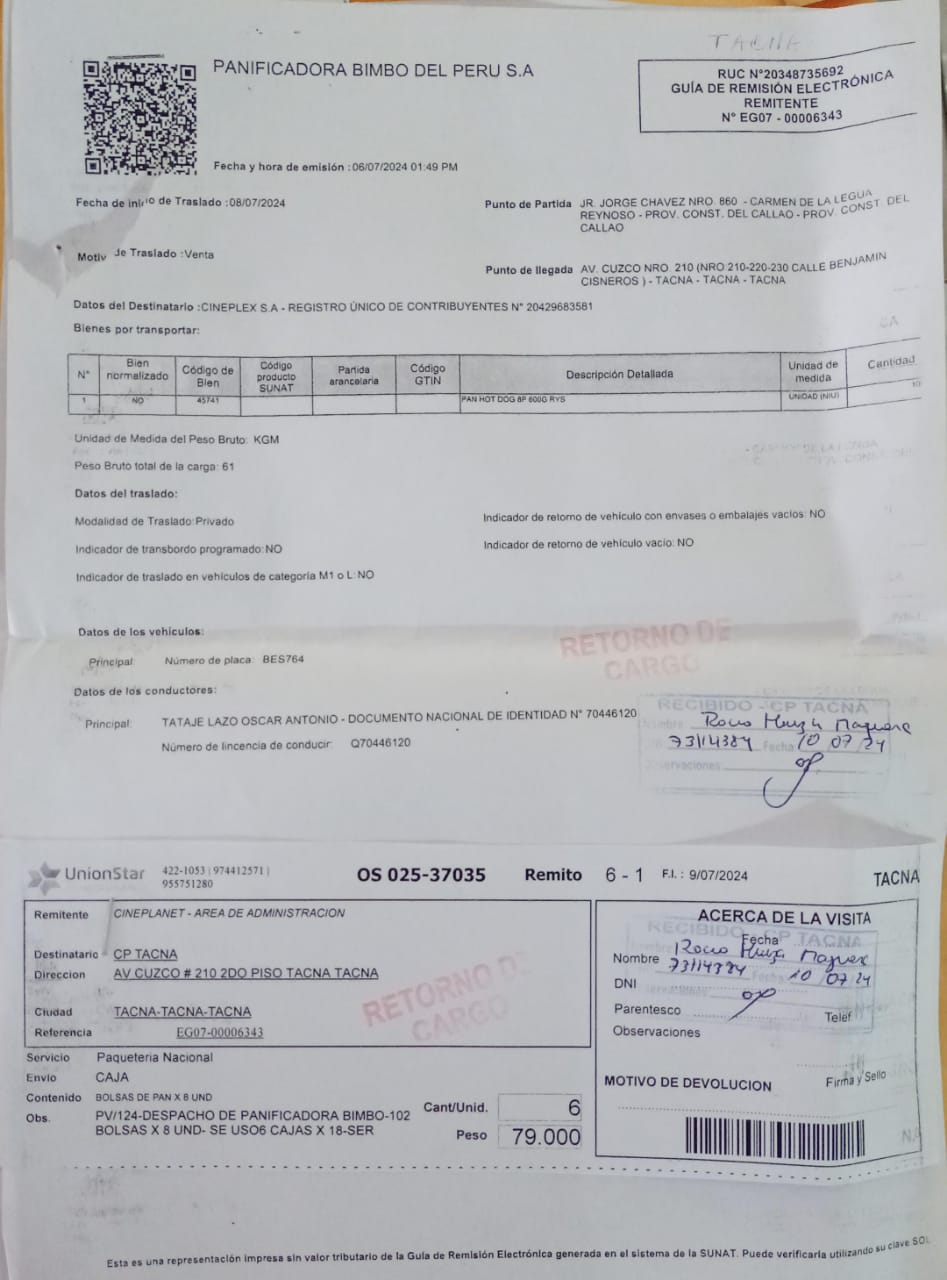 TACNA
PANIFICADORA BIMBO DEL PERU S.A
RUC N°20348735692
GUÍA DE REMISIÓN ELECTRÓNICA
REMITENTE
N° EG07 - 00006343
Fecha y hora de emisión :06/07/2024 01:49 PM
Fecha de inicio de Traslado :08/07/2024
Punto de Partida JR. JORGE CHAVEZ NRO. 860 - CARMEN DE LA LEGUA
REYNOSO - PROV. CONST. DEL CALLAO - PROV. CONST. DEL
CALLAO
Motiv de Traslado :Venta
Punto de llegada AV. CUZCO NRO. 210 (NRO 210-220-230 CALLE BENJAMIN
CISNEROS ) - TACNA - TACNA - TACNA
Datos del Destinatario :CINEPLEX S.A - REGISTRO ÚNICO DE CONTRIBUYENTES N° 20429683581
Bienes por transportar:
N° Bien normalizado Código de Bien Código producto SUNAT Partida arancelaria Código GTIN Descripción Detallada Unidad de medida Cantidad
1 NO 45741 PAN HOT DOG 8P 600G RYS UNIDAD (NIU)
Unidad de Medida del Peso Bruto: KGM
Peso Bruto total de la carga: 61
Datos del traslado:
Modalidad de Traslado:Privado
Indicador de retorno de vehículo con envases o embalajes vacíos: NO
Indicador de transbordo programado:NO
Indicador de retorno de vehículo vacío: NO
Indicador de traslado en vehículos de categoría M1 o L:NO
Datos de los vehículos:
Principal Número de placa: BES764
RETORNO DE
CARGO
Datos de los conductores:
Principal: TATAJE LAZO OSCAR ANTONIO - DOCUMENTO NACIONAL DE IDENTIDAD N° 70446120
Número de lincencia de conducir: Q70446120
RECIBIDO - CP TACNA
Nombre Rocio
73114384 Fecha 10 07 24
Observaciones
UnionStar
422-1053 | 974412571 |
955751280
OS 025-37035 Remito 6 - 1 F.I. : 9/07/2024 TACNA
Remitente CINEPLANET - AREA DE ADMINISTRACION
Destinatario CP TACNA
Direccion AV CUZCO # 210 2DO PISO TACNA TACNA
Ciudad TACNA-TACNA-TACNA
Referencia EG07-00006343
RETORNO DE
CARGO
Servicio Paqueteria Nacional
Envio CAJA
Contenido BOLSAS DE PAN X 8 UND
Obs. PV/124-DESPACHO DE PANIFICADORA BIMBO-102
BOLSAS X 8 UND- SE USO6 CAJAS X 18-SER
Cant/Unid. 6
Peso 79.000
ACERCA DE LA VISITA
RECIBIDO - CP TACNA
Fecha
Nombre Rocio
73114384 Fecha 10 07 24
DNI
Parentesco Telef
Observaciones
Firma y Sello
MOTIVO DE DEVOLUCION
Esta es una representación impresa sin valor tributario de la Guía de Remisión Electrónica generada en el sistema de la SUNAT. Puede verificarla utilizando su clave SOL